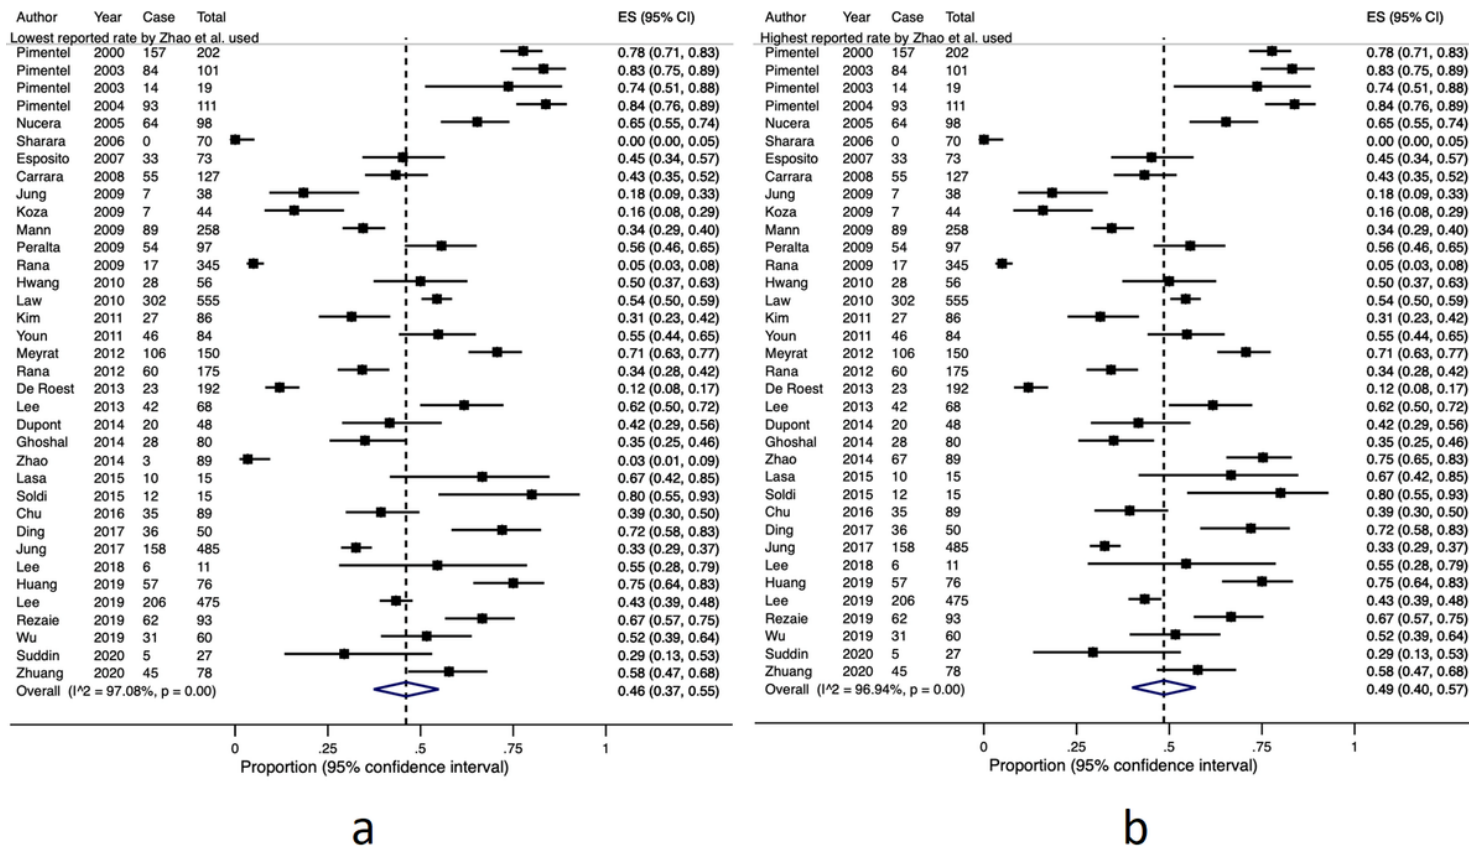 Author Year Case Total ES (95% CI)
Lowest reported rate by Zhao et al. used
Pimentel 2000 157 202 0.78 (0.71, 0.83)
Pimentel 2003 84 101 0.83 (0.75, 0.89)
Pimentel 2003 14 19 0.74 (0.51, 0.88)
Pimentel 2004 93 111 0.84 (0.76, 0.89)
Nucera 2005 64 98 0.65 (0.55, 0.74)
Sharara 2006 0 70 0.00 (0.00, 0.05)
Esposito 2007 33 73 0.45 (0.34, 0.57)
Carrara 2008 55 127 0.43 (0.35, 0.52)
Jung 2009 7 38 0.18 (0.09, 0.33)
Koza 2009 7 44 0.16 (0.08, 0.29)
Mann 2009 89 258 0.34 (0.29, 0.40)
Peralta 2009 54 97 0.56 (0.46, 0.65)
Rana 2009 17 345 0.05 (0.03, 0.08)
Hwang 2010 28 56 0.50 (0.37, 0.63)
Law 2010 302 555 0.54 (0.50, 0.59)
Kim 2011 27 86 0.31 (0.23, 0.42)
Youn 2011 46 84 0.55 (0.44, 0.65)
Meyrat 2012 106 150 0.71 (0.63, 0.77)
Rana 2012 60 175 0.34 (0.28, 0.42)
De Roest 2013 23 192 0.12 (0.08, 0.17)
Lee 2013 42 68 0.62 (0.50, 0.72)
Dupont 2014 20 48 0.42 (0.29, 0.56)
Ghoshal 2014 28 80 0.35 (0.25, 0.46)
Zhao 2014 3 89 0.03 (0.01, 0.09)
Lasa 2015 10 15 0.67 (0.42, 0.85)
Soldi 2015 12 15 0.80 (0.55, 0.93)
Chu 2016 35 89 0.39 (0.30, 0.50)
Ding 2017 36 50 0.72 (0.58, 0.83)
Jung 2017 158 485 0.33 (0.29, 0.37)
Lee 2018 6 11 0.55 (0.28, 0.79)
Huang 2019 57 76 0.75 (0.64, 0.83)
Lee 2019 206 475 0.43 (0.39, 0.48)
Rezaie 2019 62 93 0.67 (0.57, 0.75)
Wu 2019 31 60 0.52 (0.39, 0.64)
Suddin 2020 5 27 0.29 (0.13, 0.53)
Zhuang 2020 45 78 0.58 (0.47, 0.68)
Overall (I^2 = 97.08%, p = 0.00) 0.46 (0.37, 0.55)
0 .25 .5 .75 1
Proportion (95% confidence interval)
a
Author Year Case Total ES (95% CI)
Highest reported rate by Zhao et al. used
Pimentel 2000 157 202 0.78 (0.71, 0.83)
Pimentel 2003 84 101 0.83 (0.75, 0.89)
Pimentel 2003 14 19 0.74 (0.51, 0.88)
Pimentel 2004 93 111 0.84 (0.76, 0.89)
Nucera 2005 64 98 0.65 (0.55, 0.74)
Sharara 2006 0 70 0.00 (0.00, 0.05)
Esposito 2007 33 73 0.45 (0.34, 0.57)
Carrara 2008 55 127 0.43 (0.35, 0.52)
Jung 2009 7 38 0.18 (0.09, 0.33)
Koza 2009 7 44 0.16 (0.08, 0.29)
Mann 2009 89 258 0.34 (0.29, 0.40)
Peralta 2009 54 97 0.56 (0.46, 0.65)
Rana 2009 17 345 0.05 (0.03, 0.08)
Hwang 2010 28 56 0.50 (0.37, 0.63)
Law 2010 302 555 0.54 (0.50, 0.59)
Kim 2011 27 86 0.31 (0.23, 0.42)
Youn 2011 46 84 0.55 (0.44, 0.65)
Meyrat 2012 106 150 0.71 (0.63, 0.77)
Rana 2012 60 175 0.34 (0.28, 0.42)
De Roest 2013 23 192 0.12 (0.08, 0.17)
Lee 2013 42 68 0.62 (0.50, 0.72)
Dupont 2014 20 48 0.42 (0.29, 0.56)
Ghoshal 2014 28 80 0.35 (0.25, 0.46)
Zhao 2014 67 89 0.75 (0.65, 0.83)
Lasa 2015 10 15 0.67 (0.42, 0.85)
Soldi 2015 12 15 0.80 (0.55, 0.93)
Chu 2016 35 89 0.39 (0.30, 0.50)
Ding 2017 36 50 0.72 (0.58, 0.83)
Jung 2017 158 485 0.33 (0.29, 0.37)
Lee 2018 6 11 0.55 (0.28, 0.79)
Huang 2019 57 76 0.75 (0.64, 0.83)
Lee 2019 206 475 0.43 (0.39, 0.48)
Rezaie 2019 62 93 0.67 (0.57, 0.75)
Wu 2019 31 60 0.52 (0.39, 0.64)
Suddin 2020 5 27 0.29 (0.13, 0.53)
Zhuang 2020 45 78 0.58 (0.47, 0.68)
Overall (I^2 = 96.94%, p = 0.00) 0.49 (0.40, 0.57)
0 .25 .5 .75 1
Proportion (95% confidence interval)
b